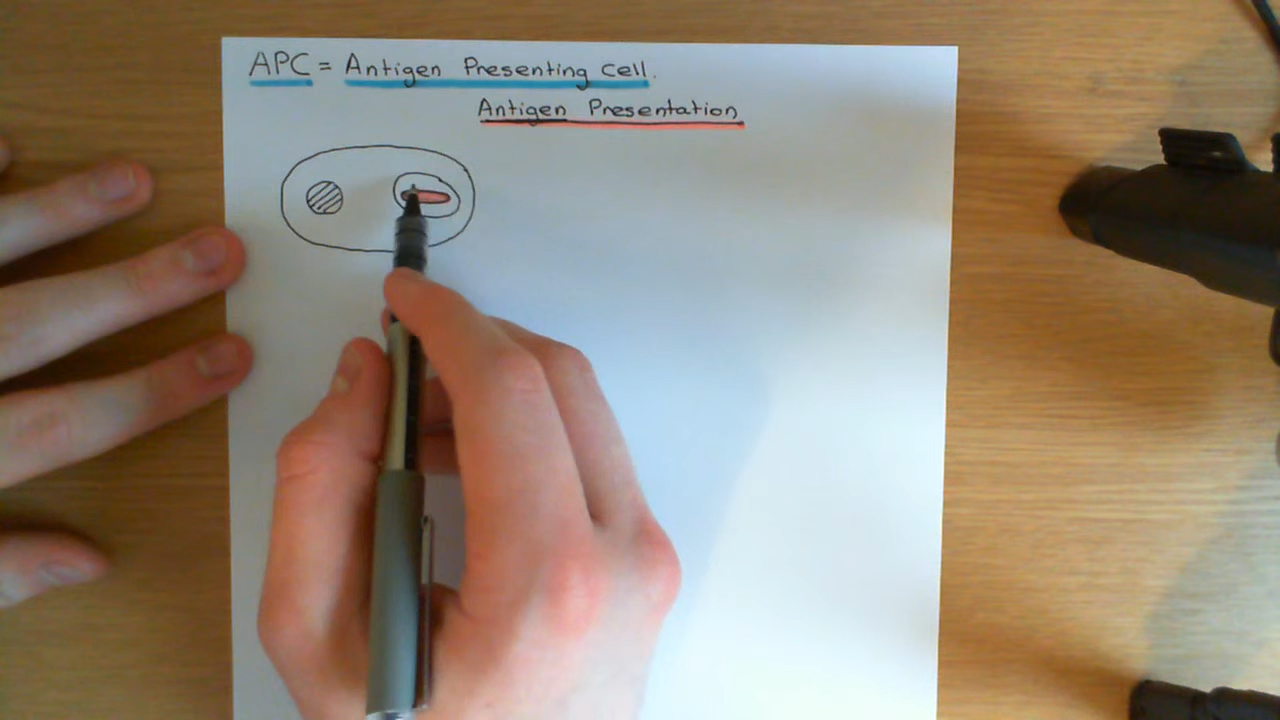 APC = Antigen Presenting cell.
Antigen Presentation